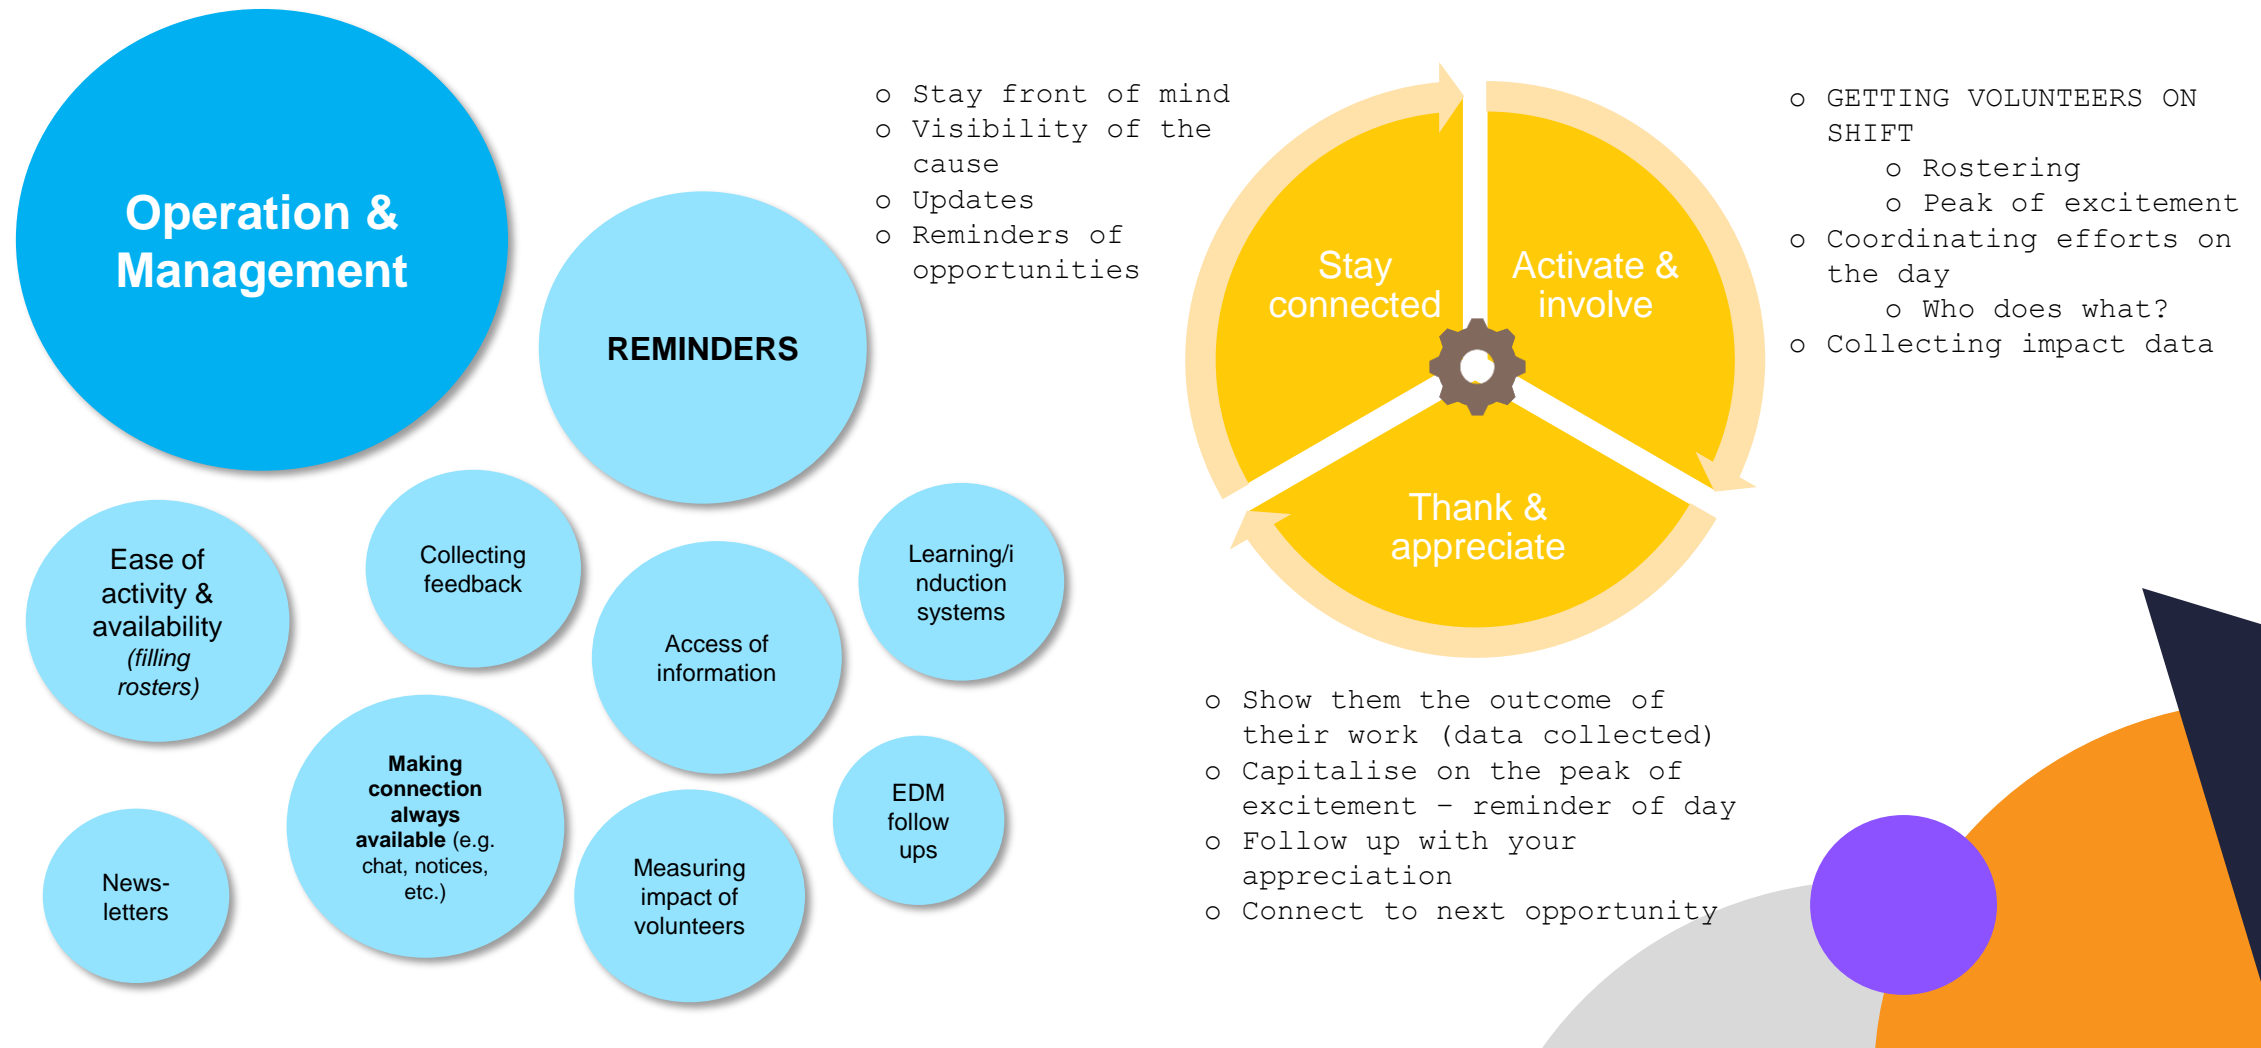 Operation &
Management
REMINDERS
Ease of
activity &
availability
(filling
rosters)
Collecting
feedback
Access of
information
Learning/i
nduction
systems
News-
letters
Making
connection
always
available (e.g.
chat, notices,
etc.)
Measuring
impact of
volunteers
EDM
follow
ups
o Stay front of mind
o Visibility of the
cause
o Updates
o Reminders of
opportunities
Stay
connected
Activate &
involve
Thank &
appreciate
o GETTING VOLUNTEERS ON
SHIFT
o Rostering
o Peak of excitement
o Coordinating efforts on
the day
o Who does what?
o Collecting impact data
o Show them the outcome of
their work (data collected)
o Capitalise on the peak of
excitement – reminder of day
o Follow up with your
appreciation
o Connect to next opportunity